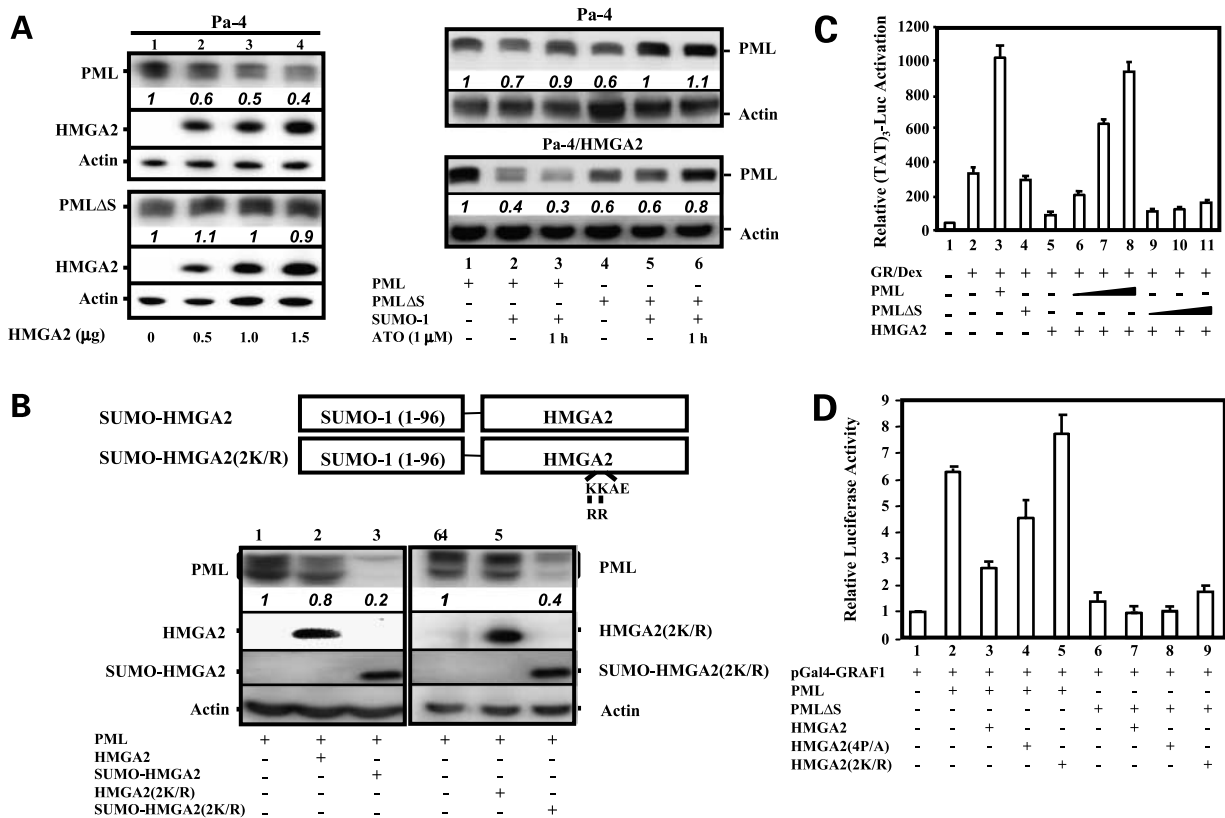 A
Pa-4
1 2 3 4
PML
1 0.6 0.5 0.4
HMGA2
Actin
PMLΔS
1 1.1 1 0.9
HMGA2
Actin
HMGA2 (μg) 0 0.5 1.0 1.5
Pa-4
PML
1 0.7 0.9 0.6 1 1.1
Actin
Pa-4/HMGA2
PML
1 0.4 0.3 0.6 0.6 0.8
Actin
1 2 3 4 5 6
PML + + + - - -
PMLΔS - - - + + +
SUMO-1 - + + - + +
ATO (1 μM) - - 1 h - - 1 h
B
SUMO-HMGA2 SUMO-1 (1-96) HMGA2
SUMO-HMGA2(2K/R) SUMO-1 (1-96) HMGA2
KKAE
RR
1 2 3 64 5
PML PML
1 0.8 0.2 1 0.4
HMGA2 HMGA2(2K/R)
SUMO-HMGA2 SUMO-HMGA2(2K/R)
Actin Actin
PML + + + + + +
HMGA2 - + - - - -
SUMO-HMGA2 - - + - - -
HMGA2(2K/R) - - - - + -
SUMO-HMGA2(2K/R) - - - - - +
C
Relative (TAT)3-Luc Activation
1200
1000
800
600
400
200
0
1 2 3 4 5 6 7 8 9 10 11
GR/Dex - + + + + + + + + + +
PML - - + - - - - -
PMLΔS - - - + - - - -
HMGA2 - - - - + + + + + + +
D
Relative Luciferase Activity
9
8
7
6
5
4
3
2
1
0
1 2 3 4 5 6 7 8 9
pGal4-GRAF1 + + + + + + + + +
PML - + + + + - - - -
PMLΔS - - - - - + + + +
HMGA2 - - + - - - + - -
HMGA2(4P/A) - - - + - - - + -
HMGA2(2K/R) - - - - + - - - +